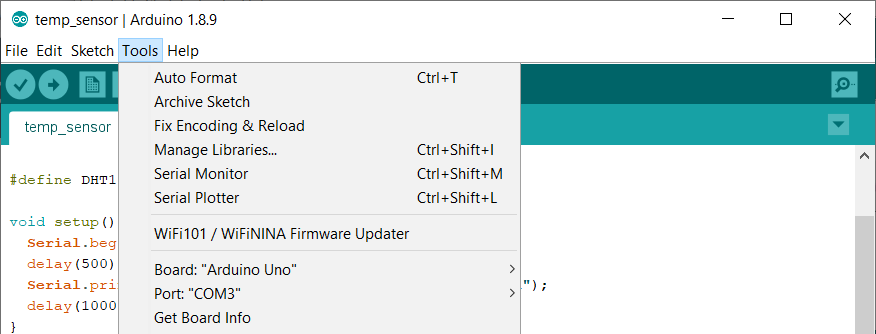 temp_sensor | Arduino 1.8.9
File Edit Sketch Tools Help
Auto Format Ctrl+T
Archive Sketch
Fix Encoding & Reload
temp_sensor
Manage Libraries... Ctrl+Shift+I
Serial Monitor Ctrl+Shift+M
#define DHT1
Serial Plotter Ctrl+Shift+L
void setup()
WiFi101 / WiFiNINA Firmware Updater
Serial.beg
delay(500)
Board: "Arduino Uno"
Serial.pri
");
Port: "COM3"
delay(1000
Get Board Info
}